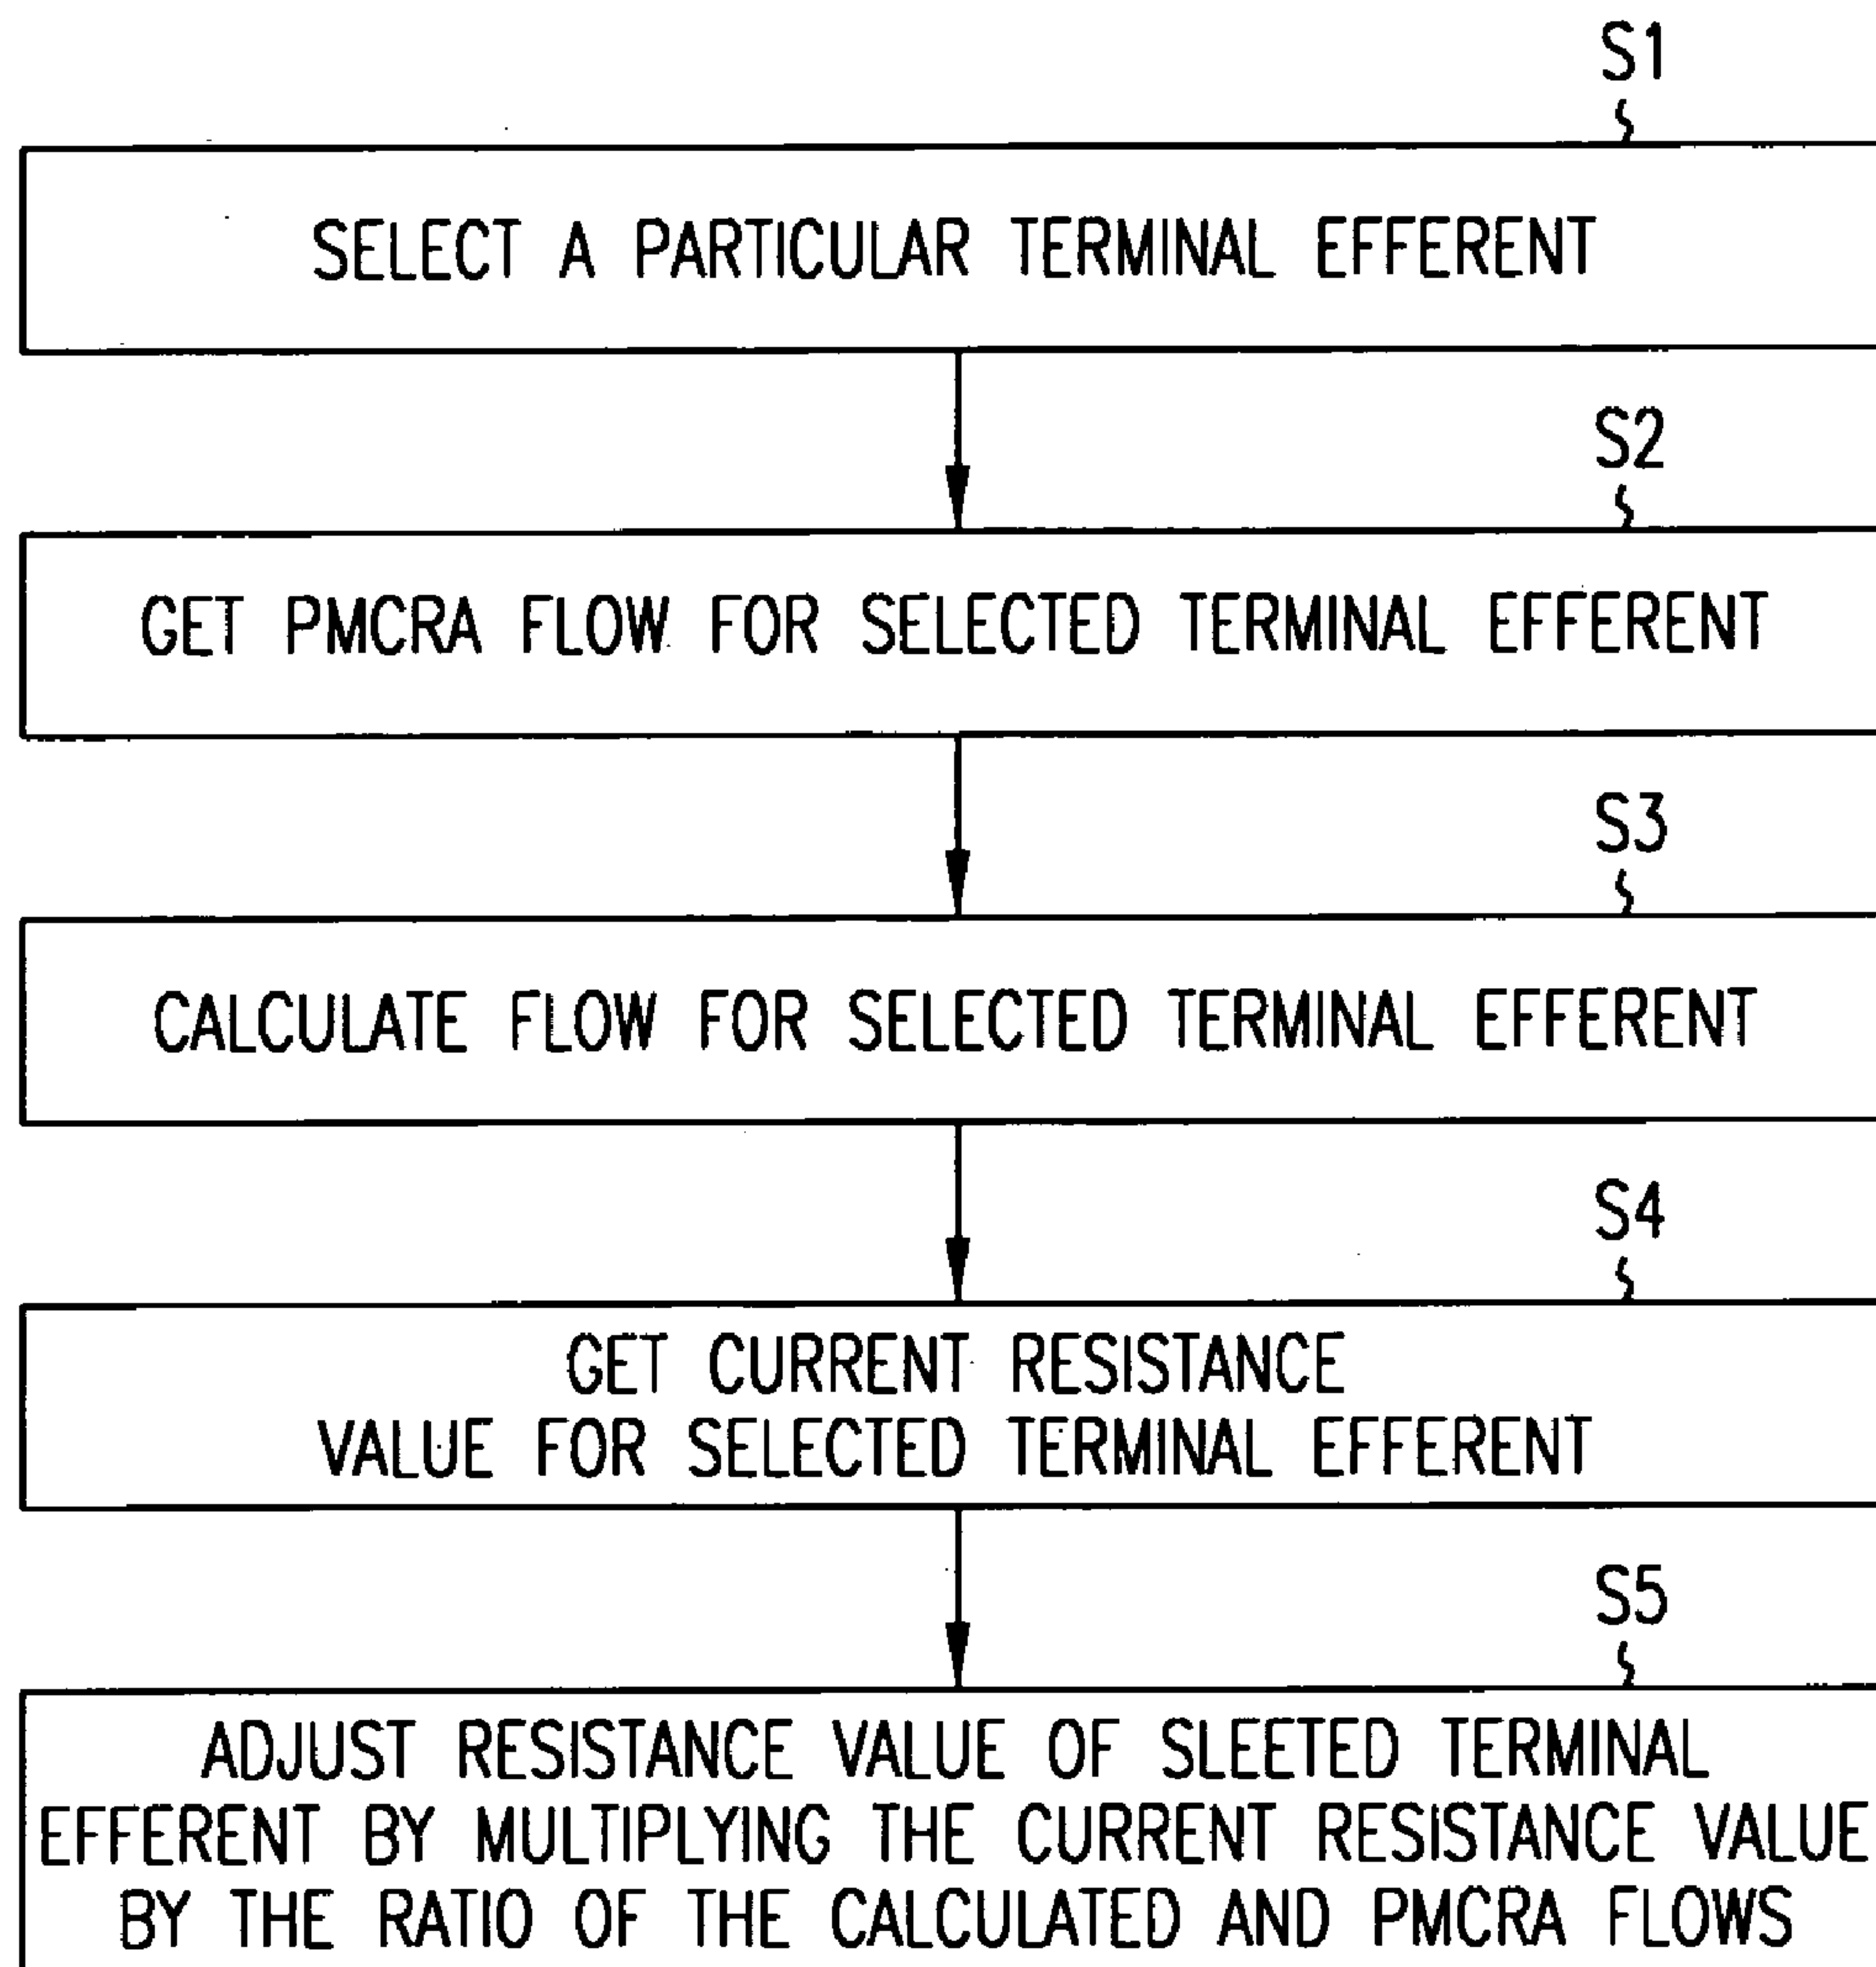 S1
SELECT A PARTICULAR TERMINAL EFFERENT
S2
GET PMCRA FLOW FOR SELECTED TERMINAL EFFERENT
S3
CALCULATE FLOW FOR SELECTED TERMINAL EFFERENT
S4
GET CURRENT RESISTANCE
VALUE FOR SELECTED TERMINAL EFFERENT
S5
ADJUST RESISTANCE VALUE OF SLEETED TERMINAL
EFFERENT BY MULTIPLYING THE CURRENT RESISTANCE VALUE
BY THE RATIO OF THE CALCULATED AND PMCRA FLOWS